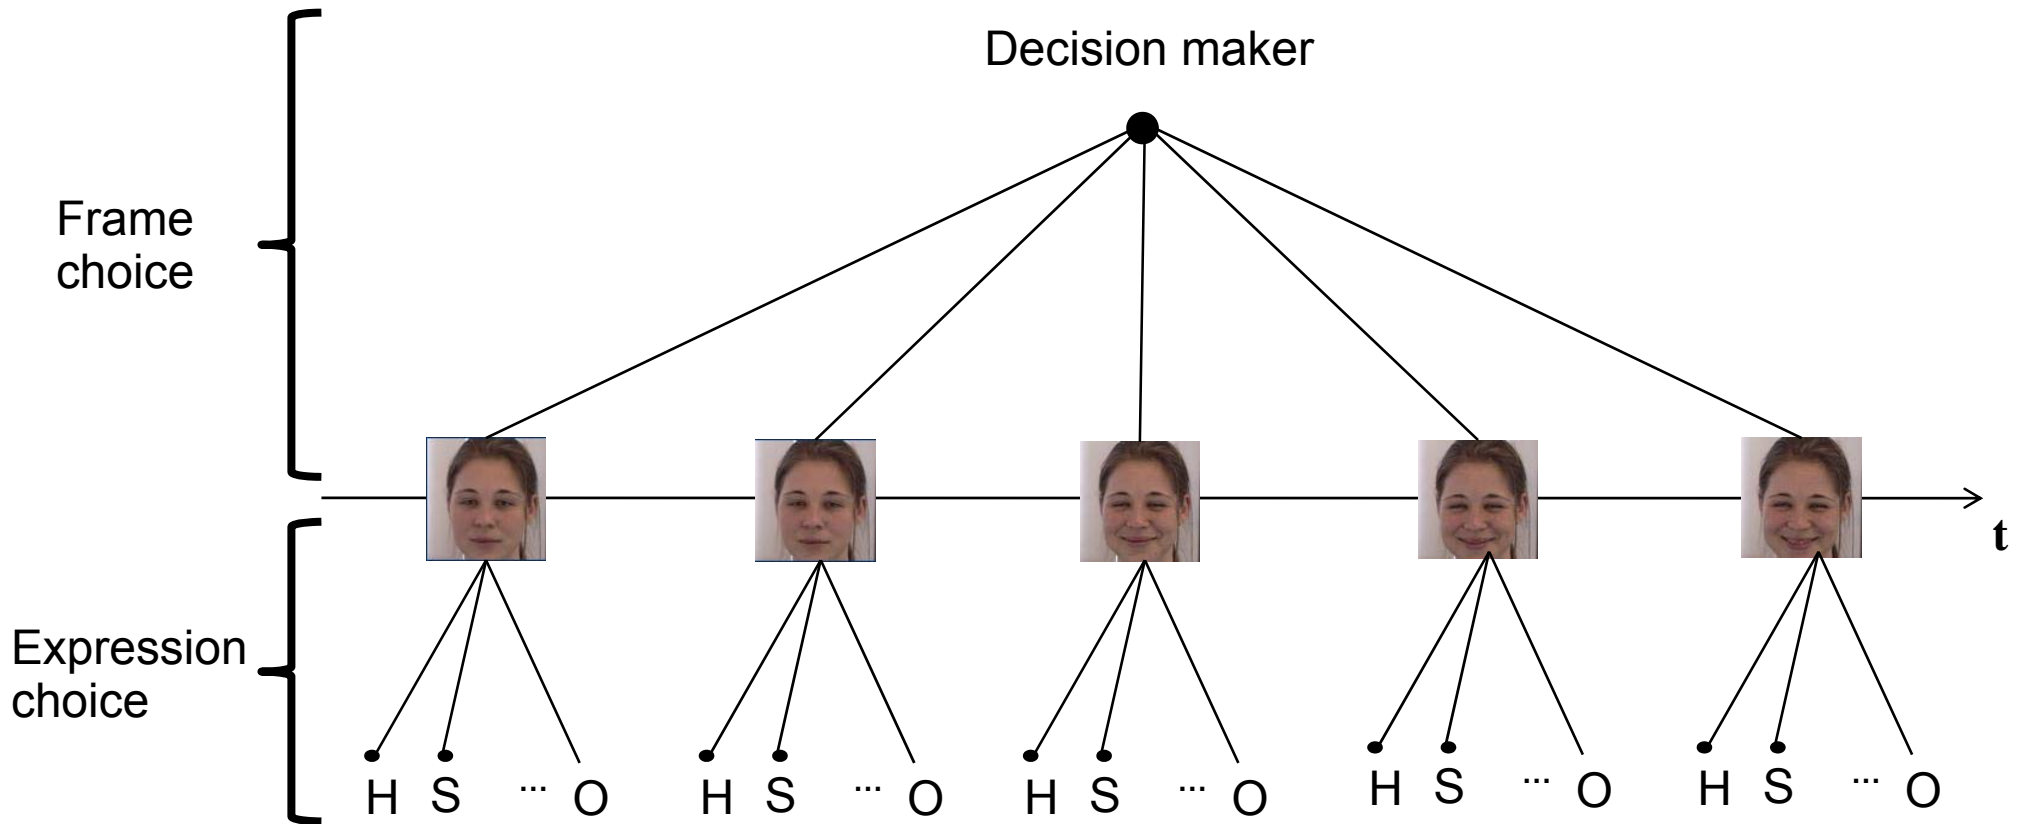 Decision maker
Frame
choice
t
Expression
choice
H S ... O H S ... O H S ... O H S ... O H S ... O